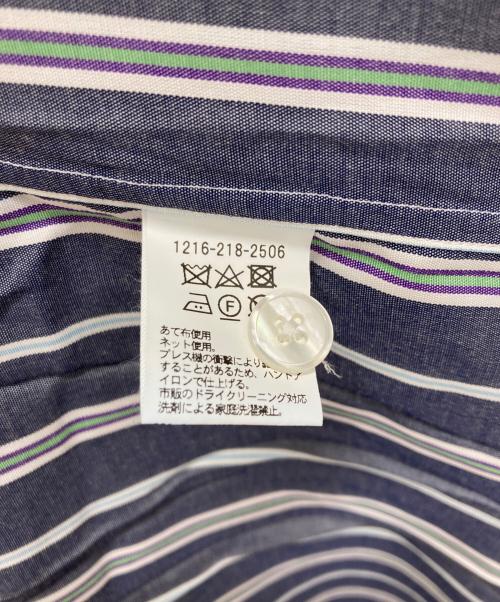 1216-218-2506
F
あて布使用
ネット使用。
プレス機の衝撃により
することがあるため、ハンドア
イロンで仕上げる。
市販のドライクリーニング対応
洗剤による家庭洗濯禁止。